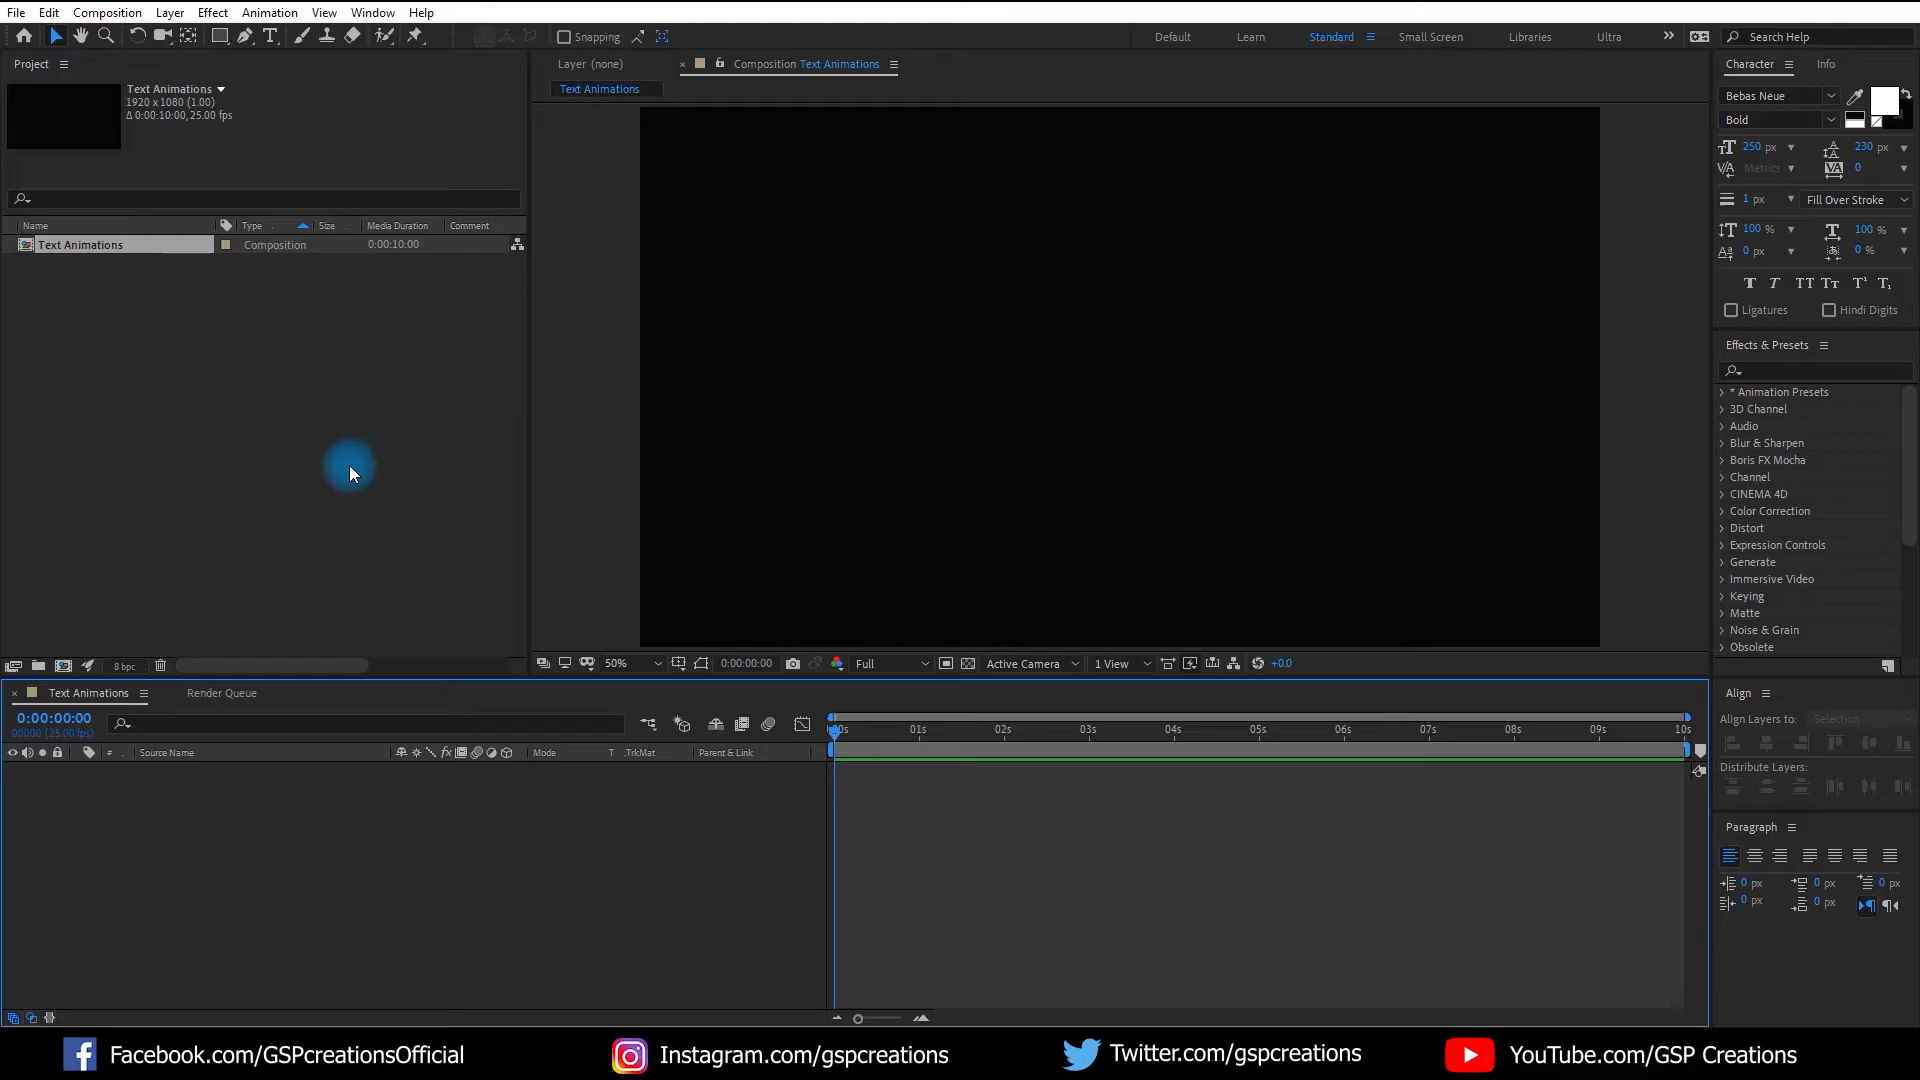 File Edit Composition Layer Effect Animation View Window Help
Snapping
Default Learn Standard Small Screen Libraries Ultra
Search Help
Project
Text Animations
1920 x 1080 (1.00)
Δ 0:00:10:00, 25.00 fps
Name Type Size Media Duration Comment
Text Animations Composition 0:00:10:00
8 bpc
Layer (none)
Composition Text Animations
Text Animations
50% 0:00:00:00 Full Active Camera 1 View +0.0
Character Info
Bebas Neue
Bold
250 px 230 px
Metrics 0
1 px Fill Over Stroke
100 % 100 %
0 px 0 %
Ligatures Hindi Digits
Effects & Presets
* Animation Presets
3D Channel
Audio
Blur & Sharpen
Boris FX Mocha
Channel
CINEMA 4D
Color Correction
Distort
Expression Controls
Generate
Immersive Video
Keying
Matte
Noise & Grain
Obsolete
Text Animations Render Queue
0:00:00:00
00000 (25.00 fps)
# Source Name Mode T .TrkMat Parent & Link
01s 02s 03s 04s 05s 06s 07s 08s 09s 10s
Align
Align Layers to: Selection
Distribute Layers:
Paragraph
0 px 0 px 0 px
0 px 0 px
Facebook.com/GSPcreationsOfficial
Instagram.com/gspcreations
Twitter.com/gspcreations
YouTube.com/GSP Creations